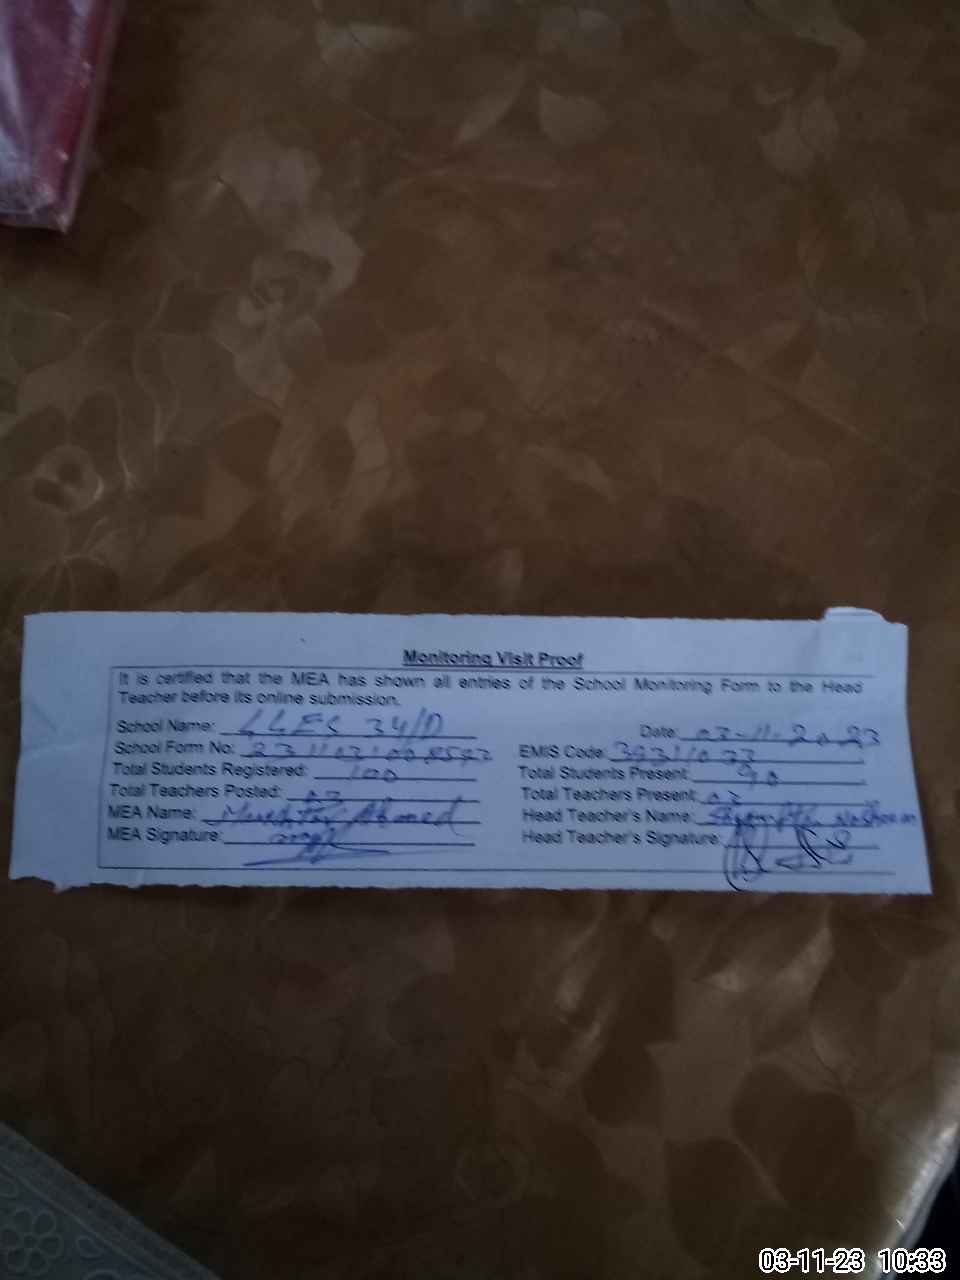 Monitoring Visit Proof
It is certified that the MEA has shown all entries of the School Monitoring Form to the Head
Teacher before its online submission.
School Name: GGES 34/D Date: 03-11-2023
School Form No: EMIS Code:
Total Students Registered: 100 Total Students Present: 90
Total Teachers Posted: 03 Total Teachers Present: 03
MEA Name: Ahmed Head Teacher's Name:
MEA Signature: Head Teacher's Signature:
03-11-23 10:33